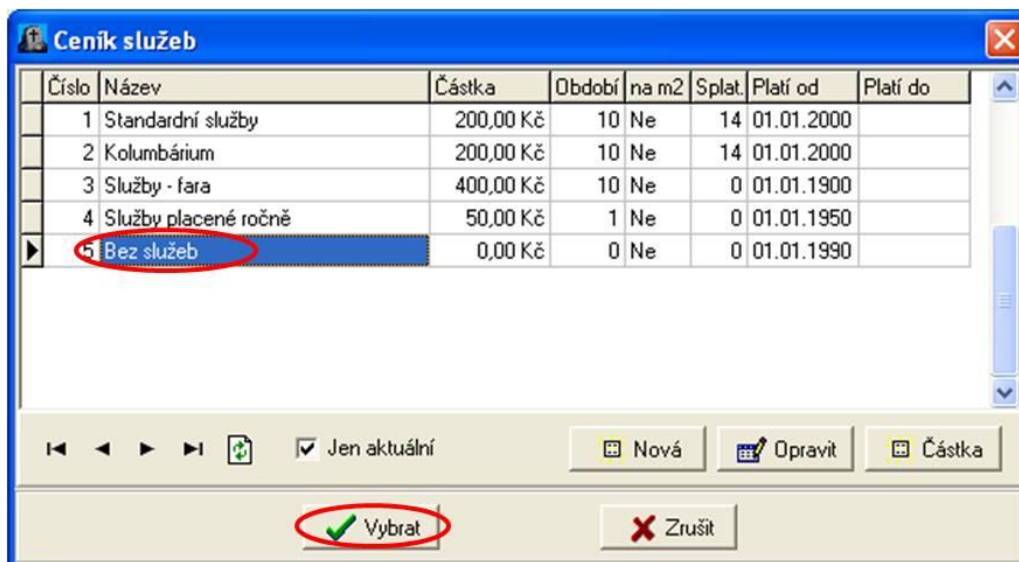 Ceník služeb
Číslo Název Částka Období na m2 Splat. Platí od Platí do
1 Standardní služby 200,00 Kč 10 Ne 14 01.01.2000
2 Kolumbárium 200,00 Kč 10 Ne 14 01.01.2000
3 Služby - fara 400,00 Kč 10 Ne 0 01.01.1900
4 Služby placené ročně 50,00 Kč 1 Ne 0 01.01.1950
5 Bez služeb 0,00 Kč 0 Ne 0 01.01.1990
Jen aktuální Nová Opravit Částka
Vybrat Zrušit